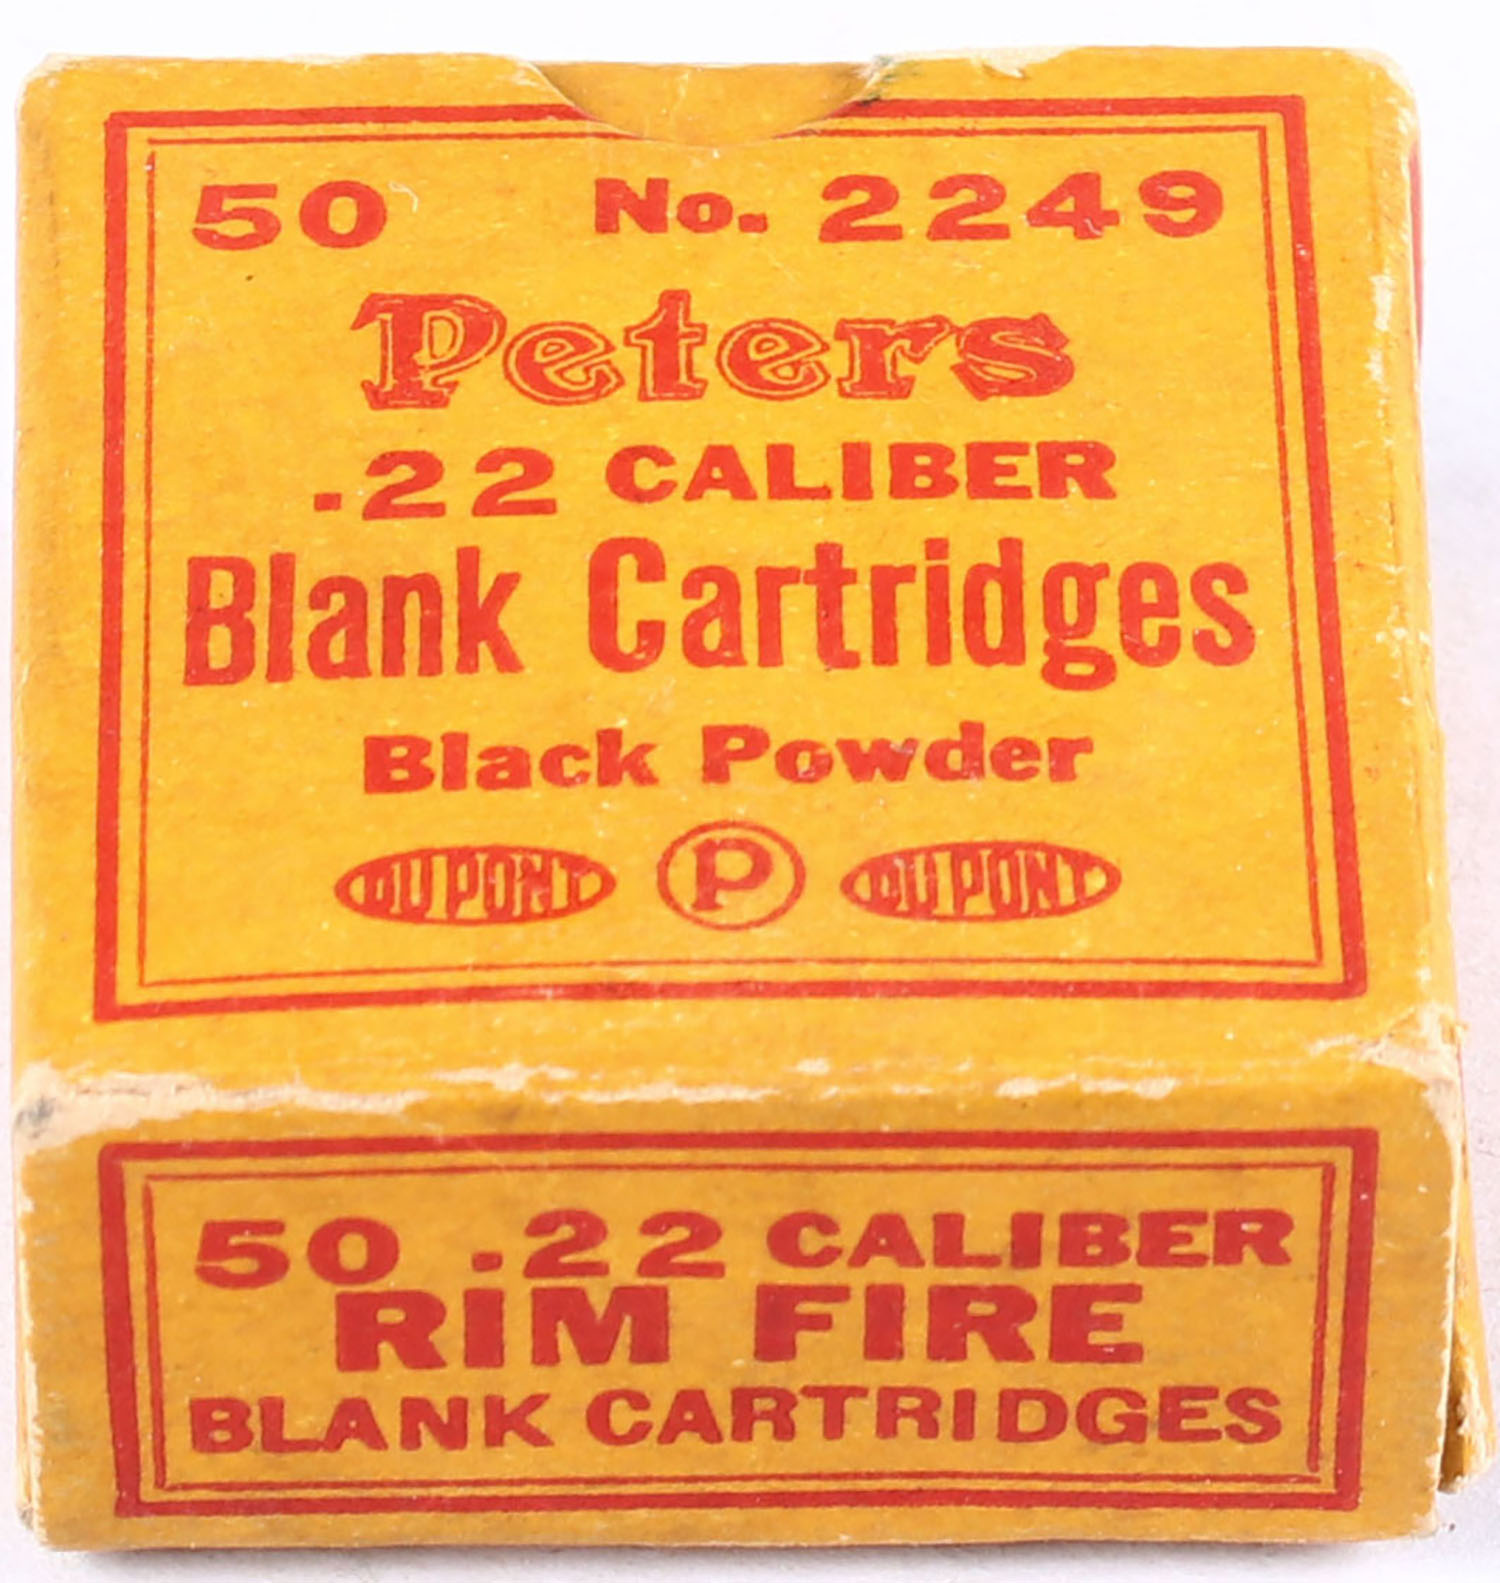 50 No. 2249
Peters
.22 CALIBER
Blank Cartridges
Black Powder
DUPONT P DUPONT
50 .22 CALIBER
RIM FIRE
BLANK CARTRIDGES